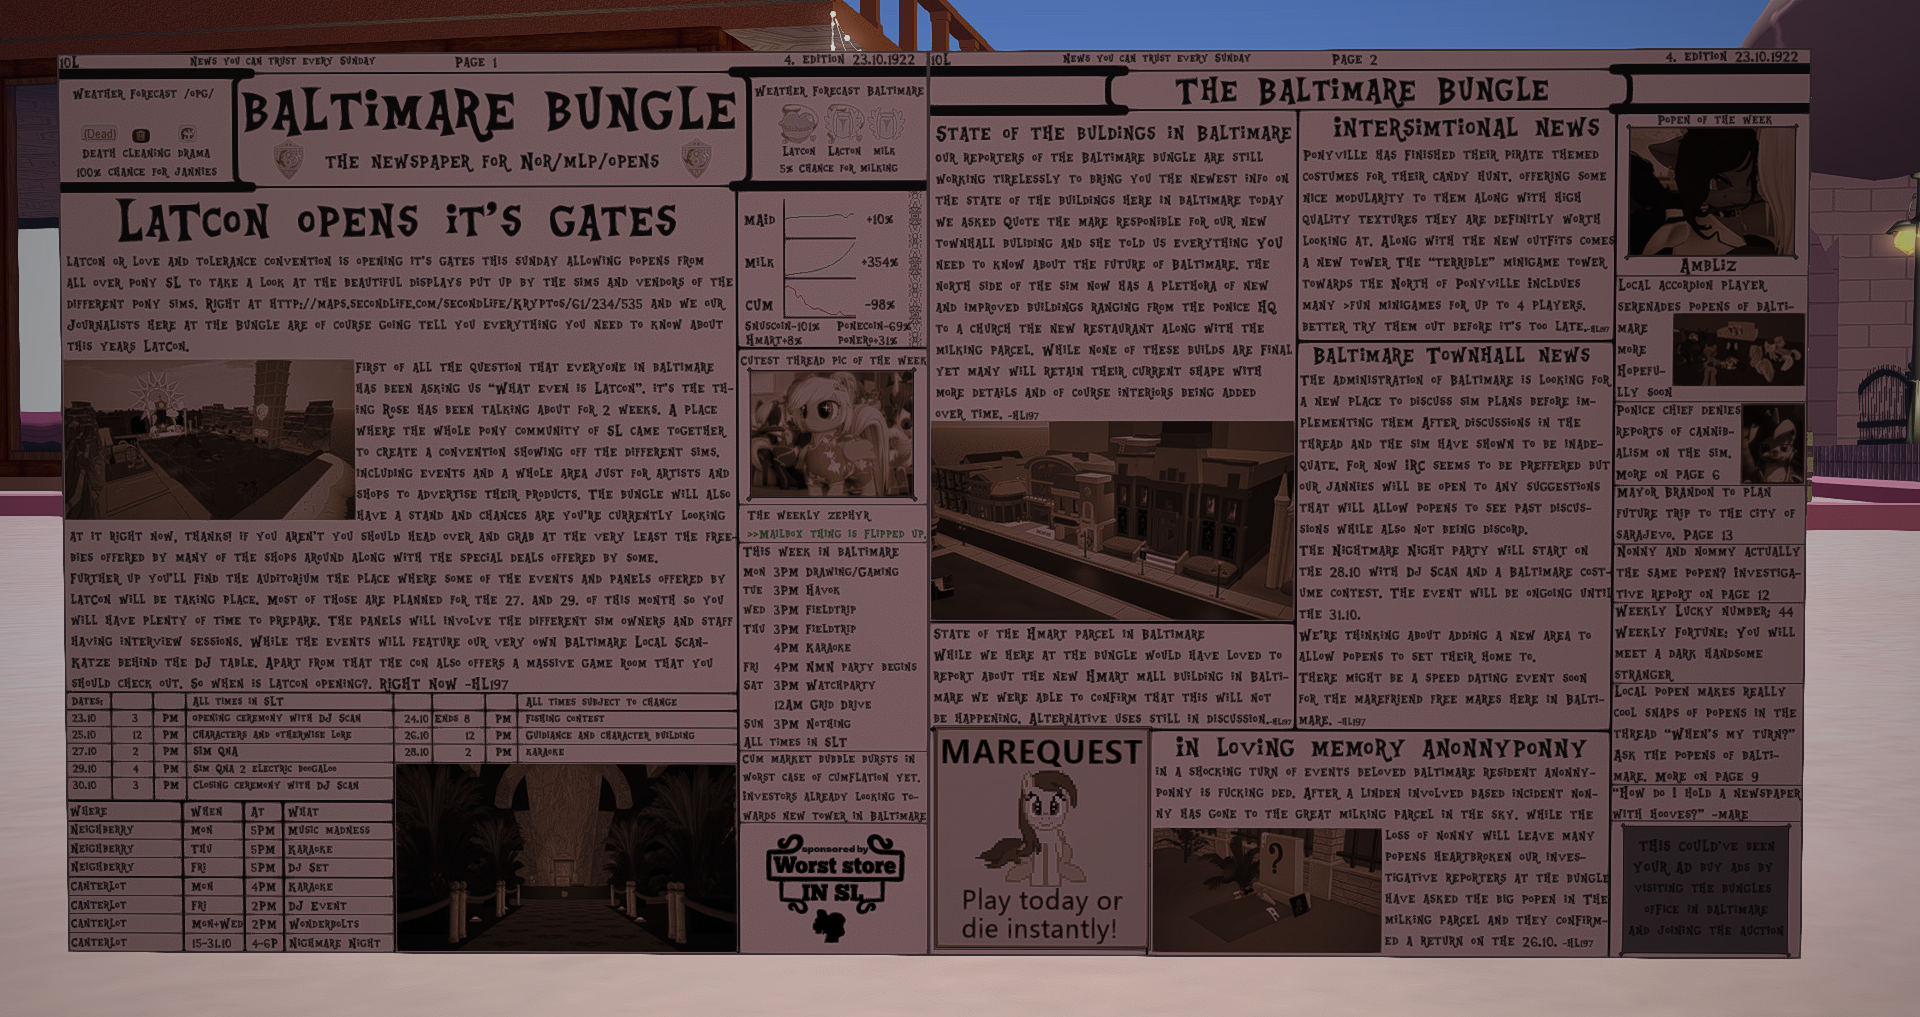 10L
NEWS YOU CAN TRUST EVERY SUNDAY
PAGE 1
4. EDITION 23.10.1922
WEATHER FORECAST /OPG/
(Dead)
DEATH CLEANING DRAMA
100% CHANCE FOR JANNIES
BALTIMARE BUNGLE
THE NEWSPAPER FOR NOR/MLP/OPENS
WEATHER FORECAST BALTIMARE
LATCON LACTON MILK
5% CHANCE FOR MILKING
LATCON OPENS IT'S GATES
LATCON OR LOVE AND TOLERANCE CONVENTION IS OPENING IT'S GATES THIS SUNDAY ALLOWING POPENS FROM
ALL OVER PONY SL TO TAKE A LOOK AT THE BEAUTIFUL DISPLAYS PUT UP BY THE SIMS AND VENDORS OF THE
DIFFERENT PONY SIMS. RIGHT AT HTTP://MAPS.SECONDLIFE.COM/SECONDLIFE/KRYPTOS/61/234/535 AND WE OUR
JOURNALISTS HERE AT THE BUNGLE ARE OF COURSE GOING TELL YOU EVERYTHING YOU NEED TO KNOW ABOUT
THIS YEARS LATCON.
FIRST OF ALL THE QUESTION THAT EVERYONE IN BALTIMARE
HAS BEEN ASKING US "WHAT EVEN IS LATCON". IT'S THE TH-
ING ROSE HAS BEEN TALKING ABOUT FOR 2 WEEKS. A PLACE
WHERE THE WHOLE PONY COMMUNITY OF SL CAME TOGETHER
TO CREATE A CONVENTION SHOWING OFF THE DIFFERENT SIMS.
INCLUDING EVENTS AND A WHOLE AREA JUST FOR ARTISTS AND
SHOPS TO ADVERTISE THEIR PRODUCTS. THE BUNGLE WILL ALSO
HAVE A STAND AND CHANCES ARE YOU'RE CURRENTLY LOOKING
AT IT RIGHT NOW, THANKS! IF YOU AREN'T YOU SHOULD HEAD OVER AND GRAB AT THE VERY LEAST THE FREE-
BIES OFFERED BY MANY OF THE SHOPS AROUND ALONG WITH THE SPECIAL DEALS OFFERED BY SOME.
FURTHER UP YOU'LL FIND THE AUDITORIUM THE PLACE WHERE SOME OF THE EVENTS AND PANELS OFFERED BY
LATCON WILL BE TAKING PLACE. MOST OF THOSE ARE PLANNED FOR THE 27. AND 29. OF THIS MONTH SO YOU
WILL HAVE PLENTY OF TIME TO PREPARE. THE PANELS WILL INVOLVE THE DIFFERENT SIM OWNERS AND STAFF
HAVING INTERVIEW SESSIONS. WHILE THE EVENTS WILL FEATURE OUR VERY OWN BALTIMARE LOCAL SCAN-
KATZE BEHIND THE DJ TABLE. APART FROM THAT THE CON ALSO OFFERS A MASSIVE GAME ROOM THAT YOU
SHOULD CHECK OUT. SO WHEN IS LATCON OPENING?. RIGHT NOW -HL197
DATES: ALL TIMES IN SLT ALL TIMES SUBJECT TO CHANGE
23.10 3 PM OPENING CEREMONY WITH DJ SCAN 24.10 ENDS 8 PM FISHING CONTEST
25.10 12 PM CHARACTERS AND OTHERWISE LORE 26.10 12 PM GUIDIANCE AND CHARACTER BUILDING
27.10 2 PM SIM QNA 28.10 2 PM KARAOKE
29.10 4 PM SIM QNA 2 ELECTRIC BOOGALOO
30.10 3 PM CLOSING CEREMONY WITH DJ SCAN
WHERE WHEN AT WHAT
NEIGHBERRY MON 5PM MUSIC MADNESS
NEIGHBERRY THU 5PM KARAOKE
NEIGHBERRY FRI 5PM DJ SET
CANTERLOT MON 4PM KARAOKE
CANTERLOT FRI 2PM DJ EVENT
CANTERLOT MON+WED 2PM WONDERBOLTS
CANTERLOT 15-31.10 4-6P NIGHMARE NIGHT
MAID +10%
MILK +354%
CUM -98%
SNUSCOIN-101% PONECOIN-69%
HMART+8% PONERO+31%
CUTEST THREAD PIC OF THE WEEK
THE WEEKLY ZEPHYR
>>MAILBOX THING IS FLIPPED UP.
THIS WEEK IN BALTIMARE
MON 3PM DRAWING/GAMING
TUE 3PM HAVOK
WED 3PM FIELDTRIP
THU 3PM FIELDTRIP
4PM KARAOKE
FRI 4PM NMN PARTY BEGINS
SAT 3PM WATCHPARTY
12AM GRID DRIVE
SUN 3PM NOTHING
ALL TIMES IN SLT
CUM MARKET BUBBLE BURSTS IN
WORST CASE OF CUMFLATION YET.
INVESTORS ALREADY LOOKING TO-
WARDS NEW TOWER IN BALTIMARE
sponsored by
Worst store
IN SL
10L
NEWS YOU CAN TRUST EVERY SUNDAY
PAGE 2
4. EDITION 23.10.1922
THE BALTIMARE BUNGLE
STATE OF THE BULDINGS IN BALTIMARE
OUR REPORTERS OF THE BALTIMARE BUNGLE ARE STILL
WORKING TIRELESSLY TO BRING YOU THE NEWEST INFO ON
THE STATE OF THE BUILDINGS HERE IN BALTIMARE TODAY
WE ASKED QUOTE THE MARE RESPONIBLE FOR OUR NEW
TOWNHALL BULIDING AND SHE TOLD US EVERYTHING YOU
NEED TO KNOW ABOUT THE FUTURE OF BALTIMARE. THE
NORTH SIDE OF THE SIM NOW HAS A PLETHORA OF NEW
AND IMPROVED BUILDINGS RANGING FROM THE PONICE HQ
TO A CHURCH THE NEW RESTAURANT ALONG WITH THE
MILKING PARCEL. WHILE NONE OF THESE BUILDS ARE FINAL
YET MANY WILL RETAIN THEIR CURRENT SHAPE WITH
MORE DETAILS AND OF COURSE INTERIORS BEING ADDED
OVER TIME. -HL197
STATE OF THE HMART PARCEL IN BALTIMARE
WHILE WE HERE AT THE BUNGLE WOULD HAVE LOVED TO
REPORT ABOUT THE NEW HMART MALL BUILDING IN BALTI-
MARE WE WERE ABLE TO CONFIRM THAT THIS WILL NOT
BE HAPPENING. ALTERNATIVE USES STILL IN DISCUSSION.-HL197
MAREQUEST
Play today or
die instantly!
INTERSIMTIONAL NEWS
PONYVILLE HAS FINISHED THEIR PIRATE THEMED
COSTUMES FOR THEIR CANDY HUNT. OFFERING SOME
NICE MODULARITY TO THEM ALONG WITH HIGH
QUALITY TEXTURES THEY ARE DEFINITLY WORTH
LOOKING AT. ALONG WITH THE NEW OUTFITS COMES
A NEW TOWER THE "TERRIBLE" MINIGAME TOWER
TOWARDS THE NORTH OF PONYVILLE INCLDUES
MANY >FUN MINIGAMES FOR UP TO 4 PLAYERS.
BETTER TRY THEM OUT BEFORE IT'S TOO LATE.-HL197
BALTIMARE TOWNHALL NEWS
THE ADMINISTRATION OF BALTIMARE IS LOOKING FOR
A NEW PLACE TO DISCUSS SIM PLANS BEFORE IM-
PLEMENTING THEM AFTER DISCUSSIONS IN THE
THREAD AND THE SIM HAVE SHOWN TO BE INADE-
QUATE. FOR NOW IRC SEEMS TO BE PREFFERED BUT
OUR JANNIES WILL BE OPEN TO ANY SUGGESTIONS
THAT WILL ALLOW POPENS TO SEE PAST DISCUS-
SIONS WHILE ALSO NOT BEING DISCORD.
THE NIGHTMARE NIGHT PARTY WILL START ON
THE 28.10 WITH DJ SCAN AND A BALTIMARE COST-
UME CONTEST. THE EVENT WILL BE ONGOING UNTIL
THE 31.10.
WE'RE THINKING ABOUT ADDING A NEW AREA TO
ALLOW POPENS TO SET THEIR HOME TO.
THERE MIGHT BE A SPEED DATING EVENT SOON
FOR THE MAREFRIEND FREE MARES HERE IN BALTI-
MARE. -HL197
IN LOVING MEMORY ANONNYPONNY
IN A SHOCKING TURN OF EVENTS BELOVED BALTIMARE RESIDENT ANONNY-
PONNY IS FUCKING DED. AFTER A LINDEN INVOLVED BASED INCIDENT NON-
NY HAS GONE TO THE GREAT MILKING PARCEL IN THE SKY. WHILE THE
LOSS OF NONNY WILL LEAVE MANY
POPENS HEARTBROKEN OUR INVES-
TIGATIVE REPORTERS AT THE BUNGLE
HAVE ASKED THE BIG POPEN IN THE
MILKING PARCEL AND THEY CONFIRM-
ED A RETURN ON THE 26.10. -HL197
?
R
POPEN OF THE WEEK
AMBLIZ
LOCAL ACCORDION PLAYER
SERENADES POPENS OF BALTI-
MARE
MORE
HOPEFU-
LLY SOON
PONICE CHIEF DENIES
REPORTS OF CANNIB-
ALISM ON THE SIM.
MORE ON PAGE 6
MAYOR BRANDON TO PLAN
FUTURE TRIP TO THE CITY OF
SARAJEVO. PAGE 13
NONNY AND NOMMY ACTUALLY
THE SAME POPEN? INVESTIGA-
TIVE REPORT ON PAGE 12
WEEKLY LUCKY NUMBER: 44
WEEKLY FORTUNE: YOU WILL
MEET A DARK HANDSOME
STRANGER
LOCAL POPEN MAKES REALLY
COOL SNAPS OF POPENS IN THE
THREAD "WHEN'S MY TURN?"
ASK THE POPENS OF BALTI-
MARE. MORE ON PAGE 9
"HOW DO I HOLD A NEWSPAPER
WITH HOOVES?" -MARE
THIS COULD'VE BEEN
YOUR AD BUY ADS BY
VISITING THE BUNGLES
OFFICE IN BALTIMARE
AND JOINING THE AUCTION